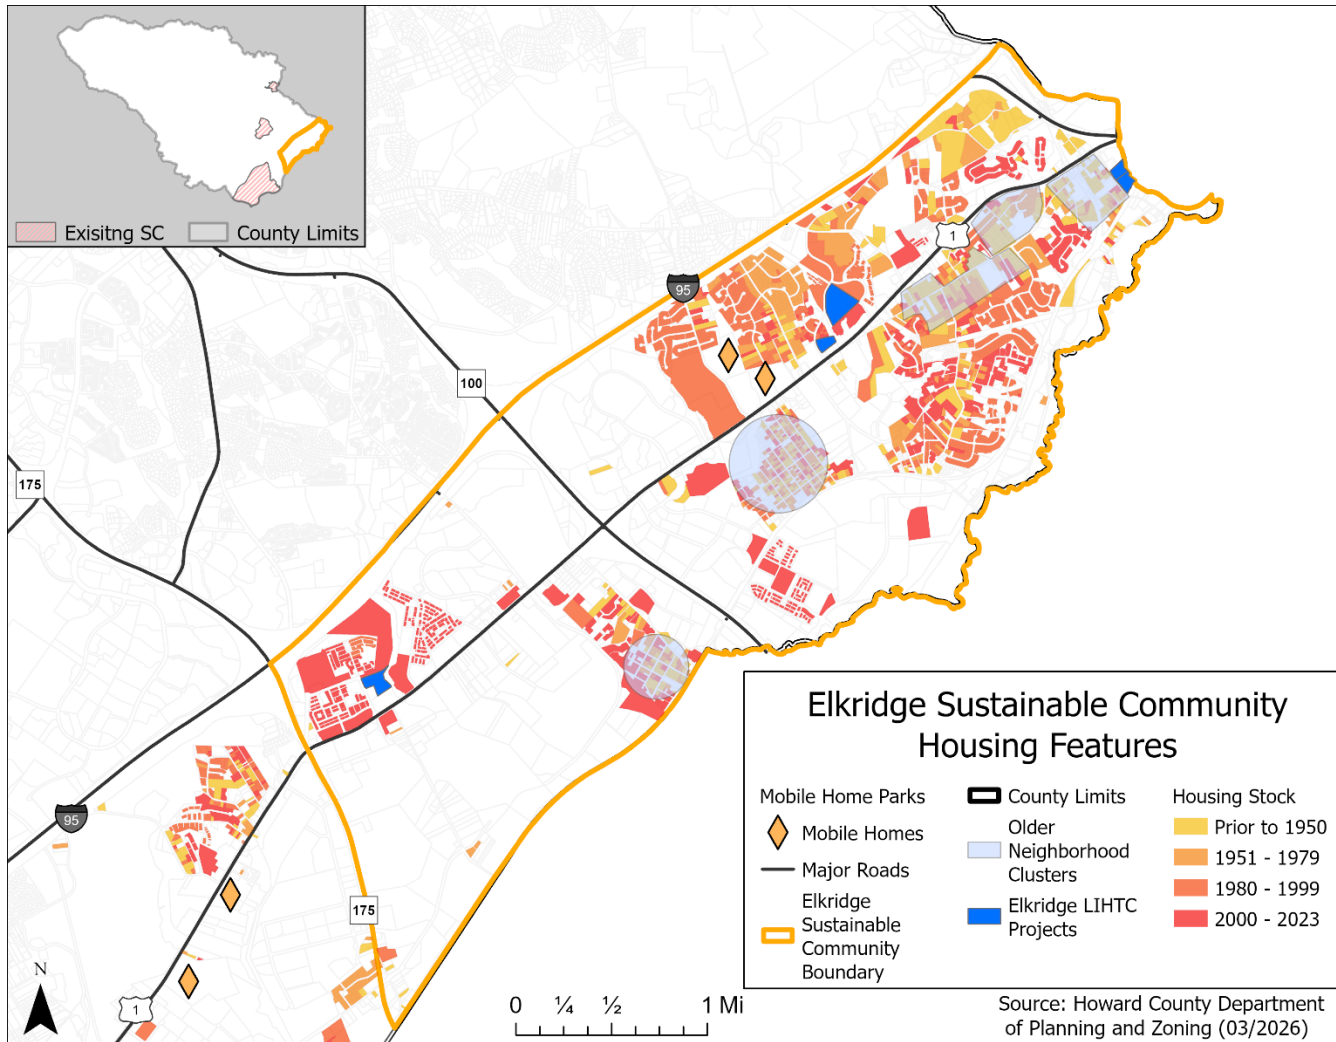 Exisitng SC
County Limits
1
95
100
175
95
175
1
Elkridge Sustainable Community
Housing Features
Mobile Home Parks
Mobile Homes
Major Roads
Elkridge
Sustainable
Community
Boundary
County Limits
Older
Neighborhood
Clusters
Elkridge LIHTC
Projects
Housing Stock
Prior to 1950
1951 - 1979
1980 - 1999
2000 - 2023
N
0 ¼ ½ 1 Mi
Source: Howard County Department
of Planning and Zoning (03/2026)